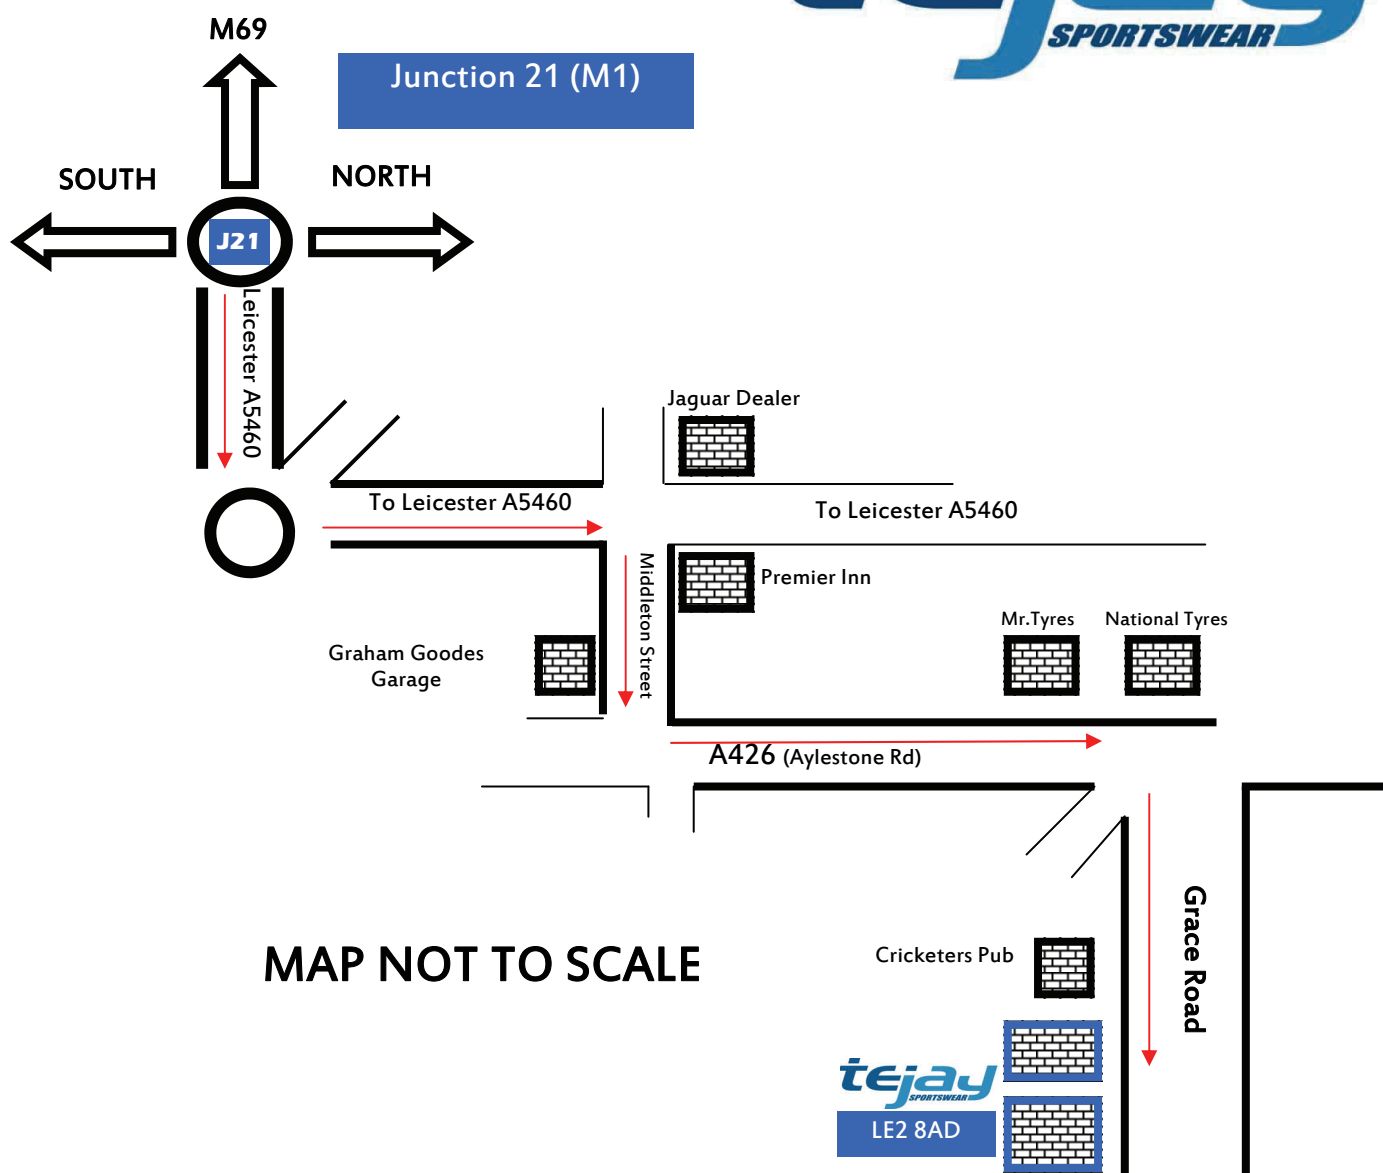 tejay
SPORTSWEAR
M69
Junction 21 (M1)
SOUTH
NORTH
J21
Leicester A5460
Jaguar Dealer
To Leicester A5460
To Leicester A5460
Middleton Street
Premier Inn
Mr.Tyres
National Tyres
Graham Goodes
Garage
A426 (Aylestone Rd)
Grace Road
MAP NOT TO SCALE
Cricketers Pub
tejay
SPORTSWEAR
LE2 8AD